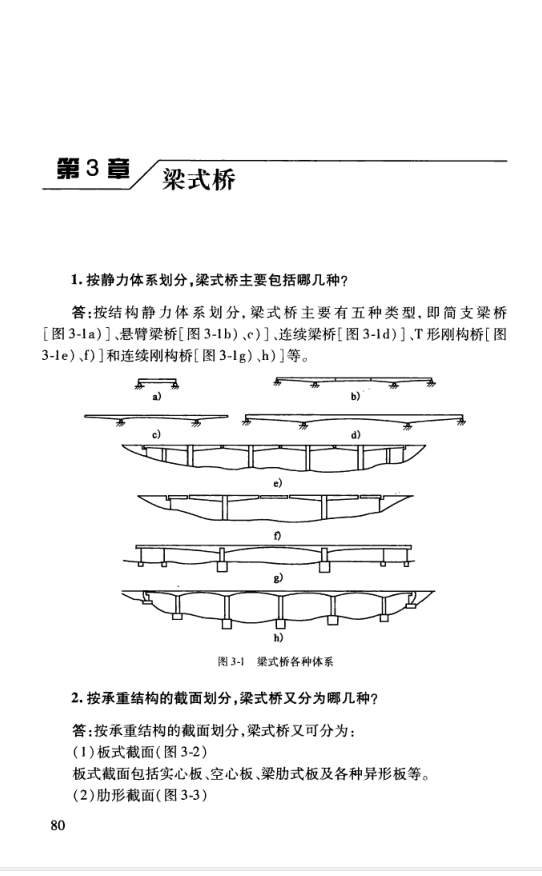 第3章
梁式桥
1. 按静力体系划分,梁式桥主要包括哪几种?
答:按结构静力体系划分,梁式桥主要有五种类型,即简支梁桥
[图3-1a)]、悬臂梁桥[图3-1b)、c)]、连续梁桥[图3-1d)]、T形刚构桥[图
3-1e)、f)]和连续刚构桥[图3-1g)、h)]等。
a)
b)
c)
d)
e)
f)
g)
h)
图3-1 梁式桥各种体系
2. 按承重结构的截面划分,梁式桥又分为哪几种?
答:按承重结构的截面划分,梁式桥又可分为:
(1)板式截面(图3-2)
板式截面包括实心板、空心板、梁肋式板及各种异形板等。
(2)肋形截面(图3-3)
80